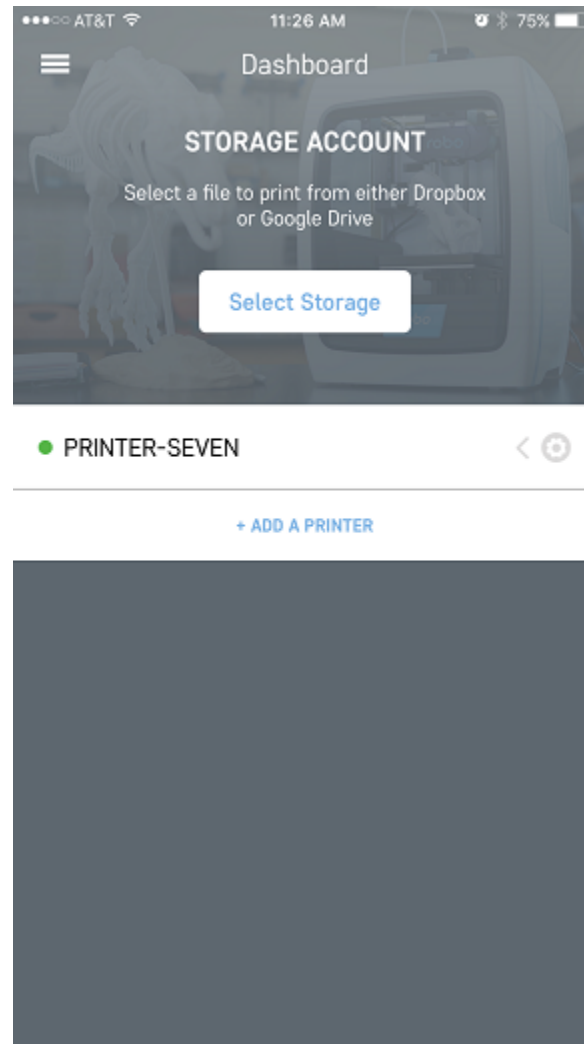 AT&T 11:26 AM 75%
Dashboard
STORAGE ACCOUNT
Select a file to print from either Dropbox
or Google Drive
Select Storage
PRINTER-SEVEN
+ ADD A PRINTER